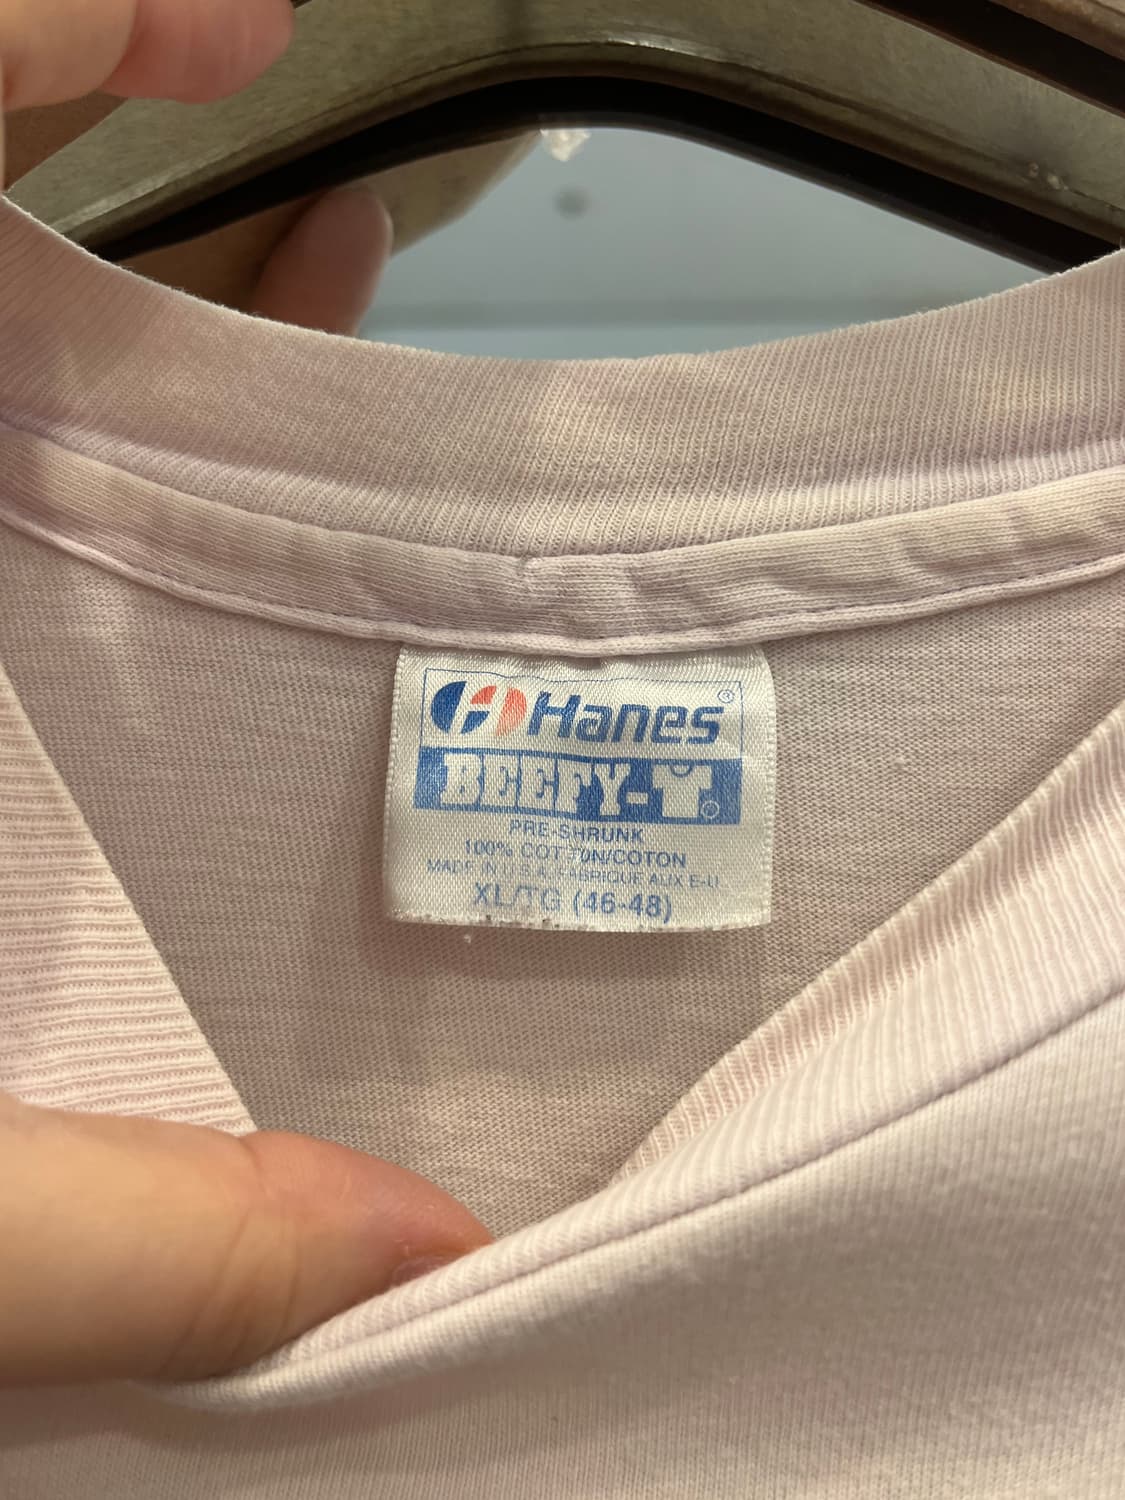 Hanes®
BEEFY-T®
PRE-SHRUNK
100% COTTON/COTON
MADE IN U.S.A./FABRIQUE AUX E-U
XL/TG (46-48)